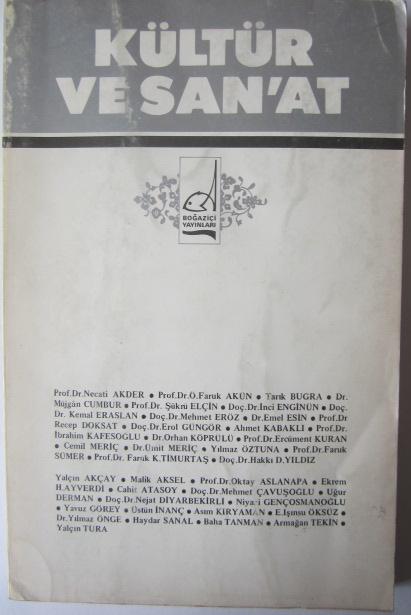 KÜLTÜR
VE SAN'AT
BOĞAZİÇİ
YAYINLARI
Prof.Dr.Necati AKDER • Prof.Dr.Ö.Faruk AKÜN • Tarık BUGRA • Dr.
Müjgân CUMBUR • Prof.Dr. Şükrü ELÇİN • Doç.Dr.İnci ENGİNÜN • Doç.
Dr. Kemal ERASLAN • Doç.Dr.Mehmet ERÖZ • Dr.Emel ESİN • Prof.Dr
Recep DOKSAT • Doç.Dr.Erol GÜNGÖR • Ahmet KABAKLI • Prof.Dr.
İbrahim KAFESOĞLU • Dr.Orhan KÖPRÜLÜ • Prof.Dr.Ercüment KURAN
• Cemil MERİÇ • Dr.Ümit MERİÇ • Yılmaz ÖZTUNA • Prof.Dr.Faruk
SÜMER • Prof.Dr. Faruk K.TİMURTAŞ • Doç.Dr.Hakkı D.YILDIZ
Yalçın AKÇAY • Malik AKSEL • Prof.Dr.Oktay ASLANAPA • Ekrem
H.AYVERDİ • Cahit ATASOY • Doç.Dr.Mehmet ÇAVUŞOĞLU • Uğur
DERMAN • Doç.Dr.Nejat DİYARBEKİRLİ • Niyazi GENÇOSMANOĞLU
• Yavuz GÖREY • Üstün İNANÇ • Asım KIRYAMAN • E.Işınsu ÖKSÜZ •
Dr.Yılmaz ÖNGE • Haydar SANAL • Baha TANMAN • Armağan TEKİN •
Yalçın TURA